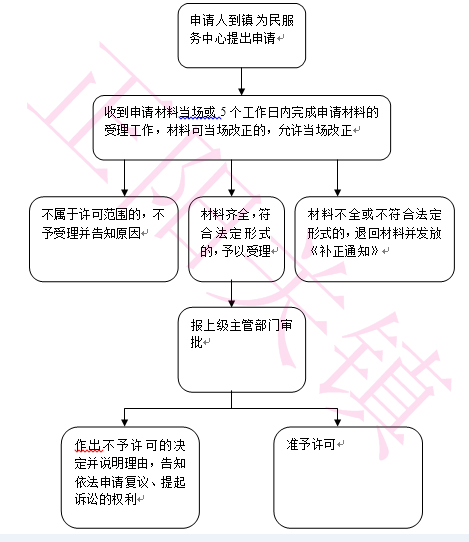 申请人到镇为民服
务中心提出申请
收到申请材料当场或5个工作日内完成申请材料的
受理工作，材料可当场改正的，允许当场改正
不属于许可范围的，不
予受理并告知原因
材料齐全，符
合法定形式
的，予以受理
材料不全或不符合法定
形式的，退回材料并发放
《补正通知》
报上级主管部门审
批
作出不予许可的决
定并说明理由，告知
依法申请复议、提起
诉讼的权利
准予许可
正阳关镇